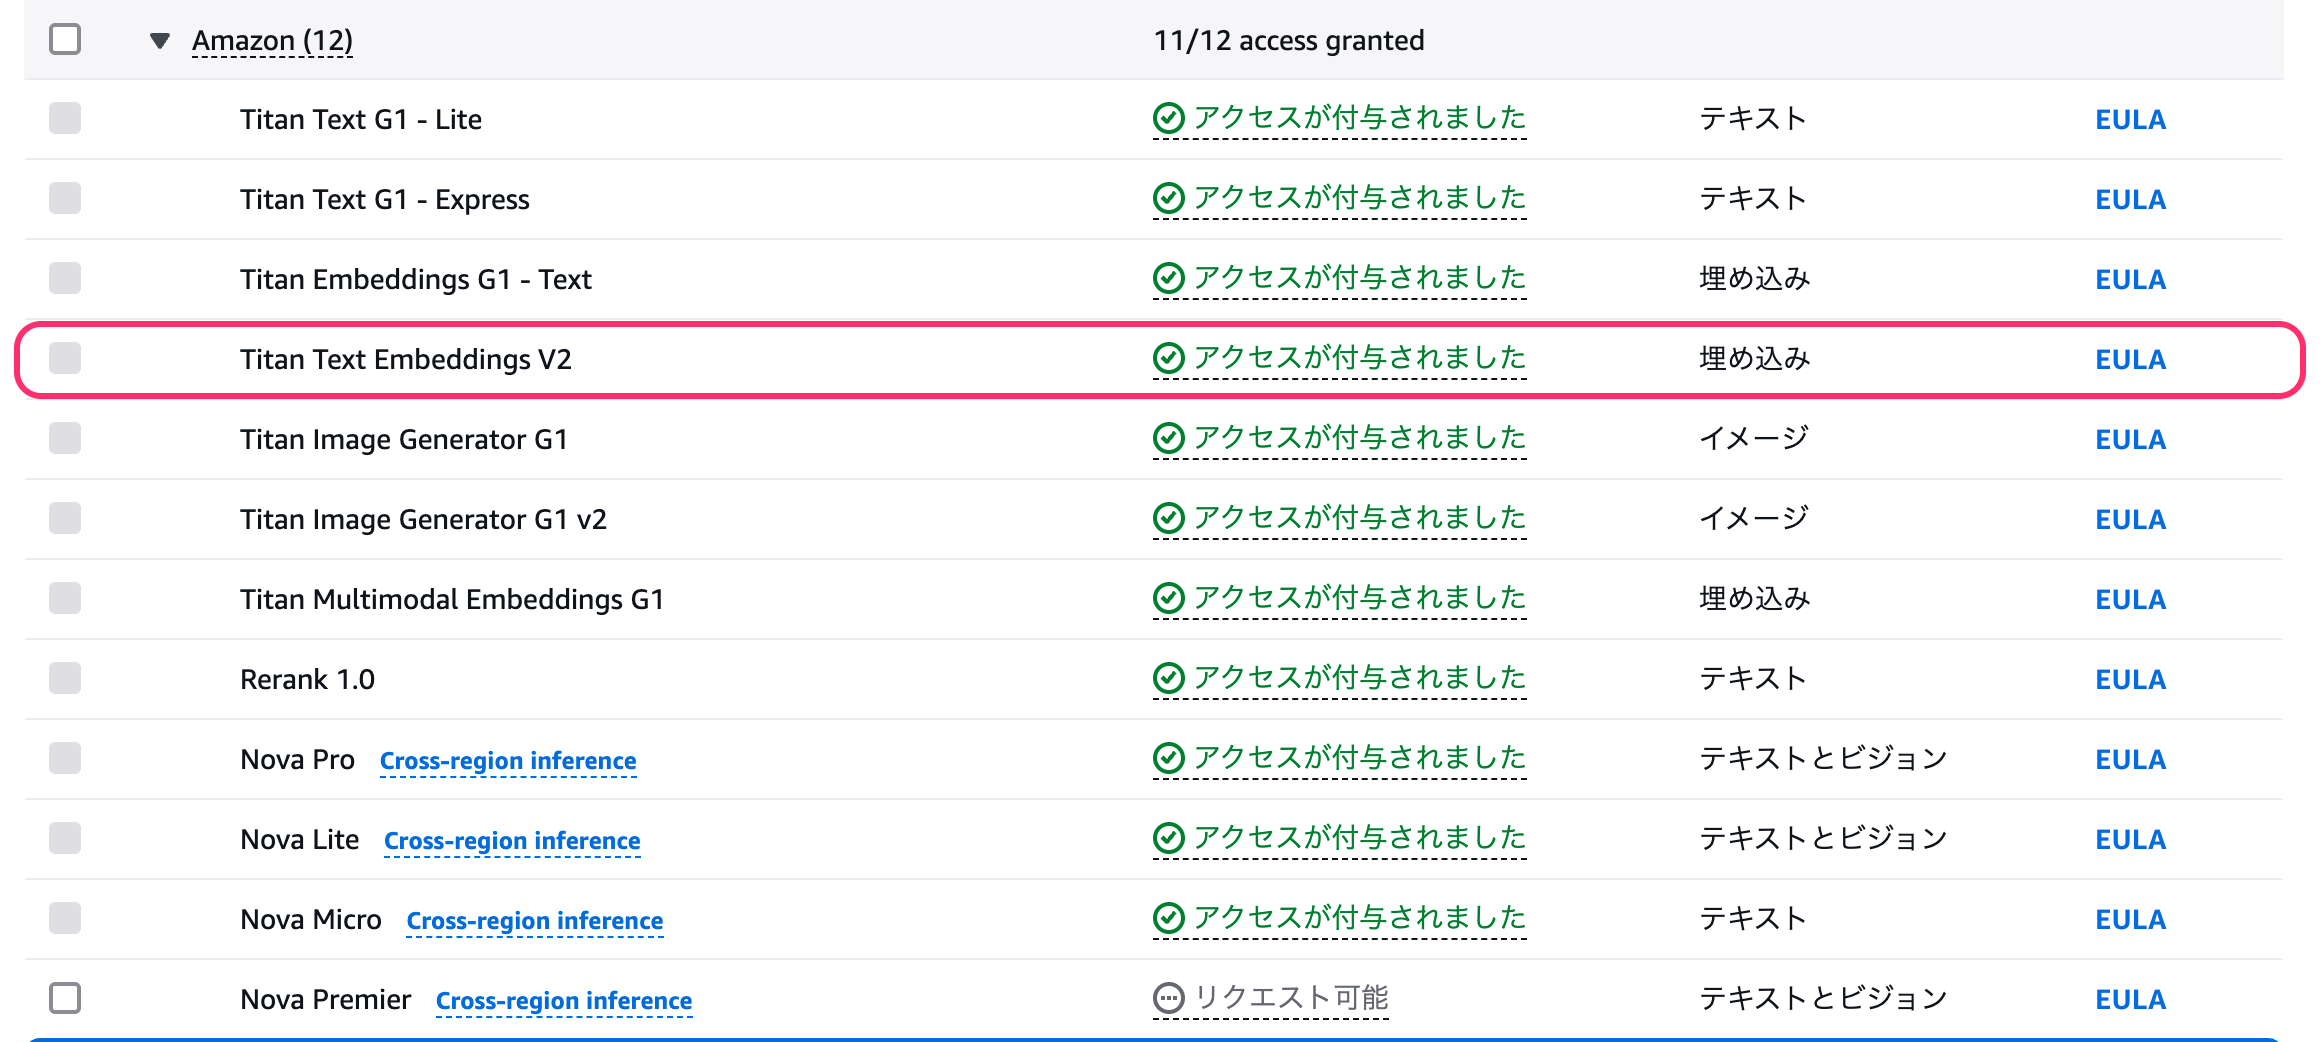 Amazon (12) 11/12 access granted
Titan Text G1 - Lite アクセスが付与されました テキスト EULA
Titan Text G1 - Express アクセスが付与されました テキスト EULA
Titan Embeddings G1 - Text アクセスが付与されました 埋め込み EULA
Titan Text Embeddings V2 アクセスが付与されました 埋め込み EULA
Titan Image Generator G1 アクセスが付与されました イメージ EULA
Titan Image Generator G1 v2 アクセスが付与されました イメージ EULA
Titan Multimodal Embeddings G1 アクセスが付与されました 埋め込み EULA
Rerank 1.0 アクセスが付与されました テキスト EULA
Nova Pro Cross-region inference アクセスが付与されました テキストとビジョン EULA
Nova Lite Cross-region inference アクセスが付与されました テキストとビジョン EULA
Nova Micro Cross-region inference アクセスが付与されました テキスト EULA
Nova Premier Cross-region inference リクエスト可能 テキストとビジョン EULA